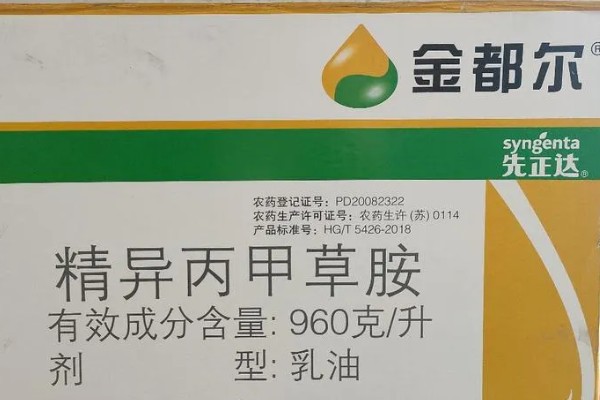 金都尔®
syngenta
先正达®
农药登记证号：PD20082322
农药生产许可证号：农药生许(苏)0114
产品标准号：HG/T 5426-2018
精异丙甲草胺
有效成分含量：960克/升
剂型：乳油